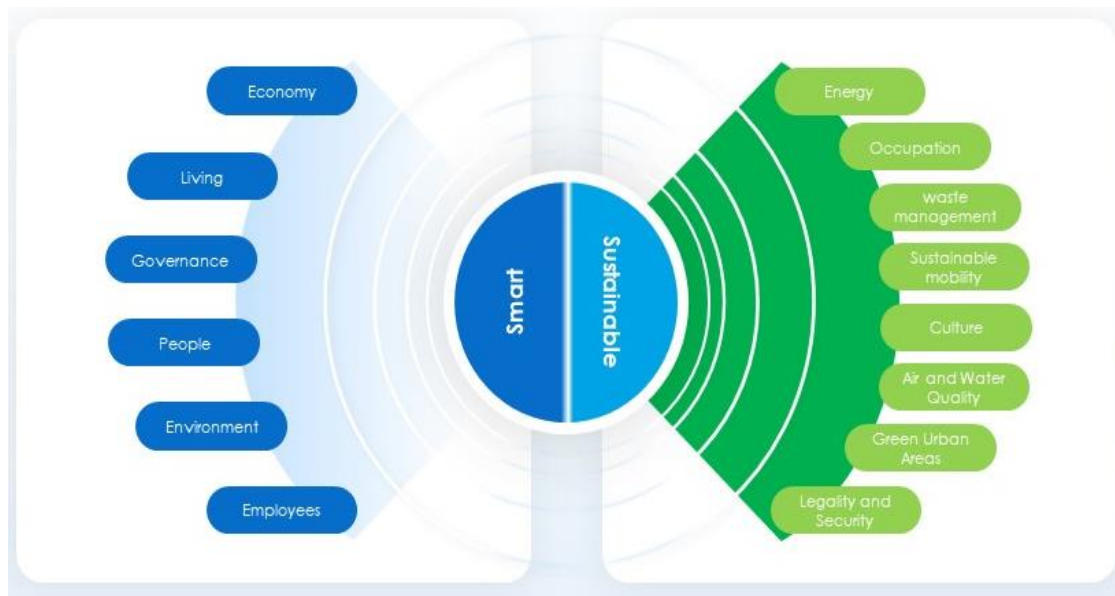 Economy
Living
Governance
People
Environment
Employees
Smart
Sustainable
Energy
Occupation
waste
management
Sustainable
mobility
Culture
Air and Water
Quality
Green Urban
Areas
Legality and
Security